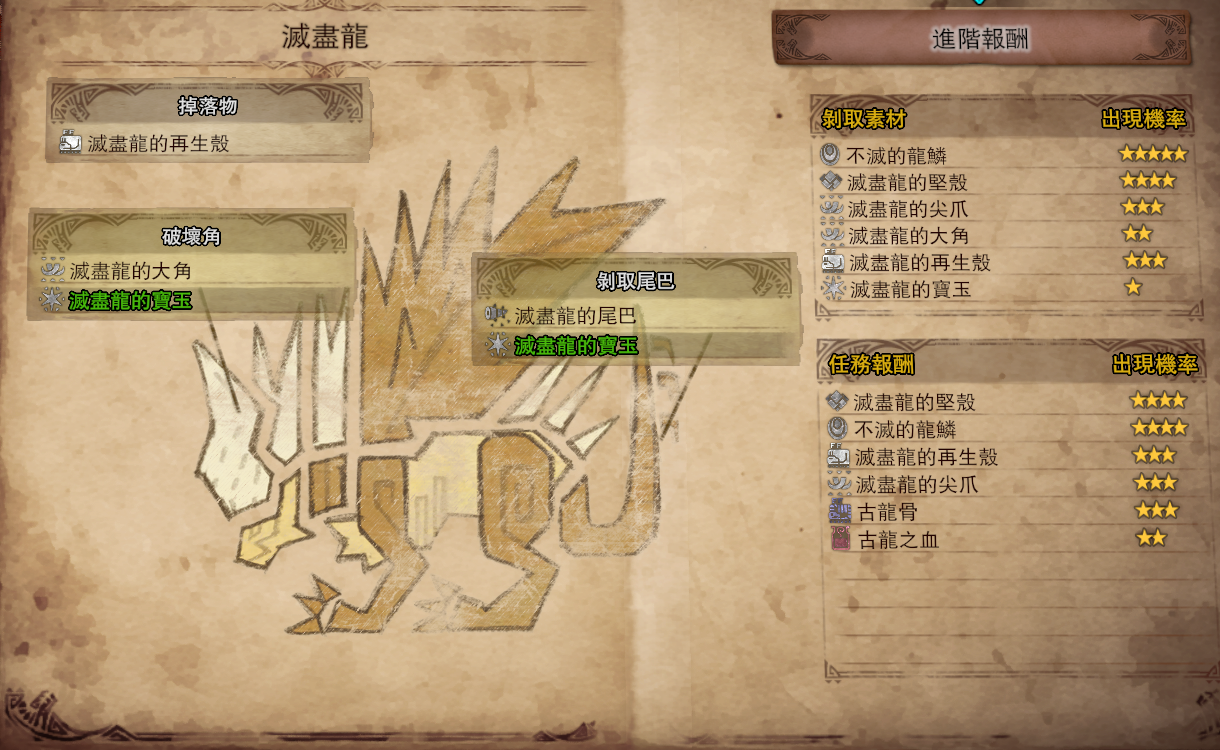 滅盡龍
掉落物
滅盡龍的再生殼
破壞角
滅盡龍的大角
滅盡龍的寶玉
剝取尾巴
滅盡龍的尾巴
滅盡龍的寶玉
進階報酬
剝取素材 出現機率
不滅的龍鱗
滅盡龍的堅殼
滅盡龍的尖爪
滅盡龍的大角
滅盡龍的再生殼
滅盡龍的寶玉
任務報酬 出現機率
滅盡龍的堅殼
不滅的龍鱗
滅盡龍的再生殼
滅盡龍的尖爪
古龍骨
古龍之血